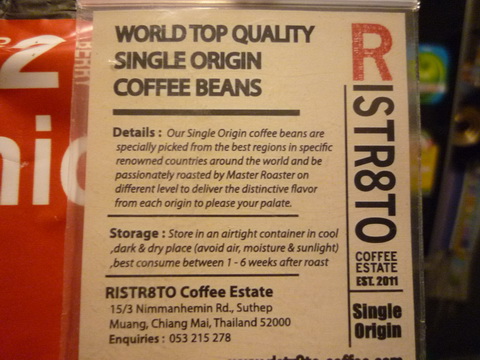 WORLD TOP QUALITY
SINGLE ORIGIN
COFFEE BEANS
Details : Our Single Origin coffee beans are
specially picked from the best regions in specific
renowned countries around the world and be
passionately roasted by Master Roaster on
different level to deliver the distinctive flavor
from each origin to please your palate.
Storage : Store in an airtight container in cool
,dark & dry place (avoid air, moisture & sunlight)
,best consume between 1 - 6 weeks after roast
RISTR8TO Coffee Estate
15/3 Nimmanhemin Rd., Suthep
Muang, Chiang Mai, Thailand 52000
Enquiries : 053 215 278
RISTR8TO
COFFEE
ESTATE
EST. 2011
Single
Origin